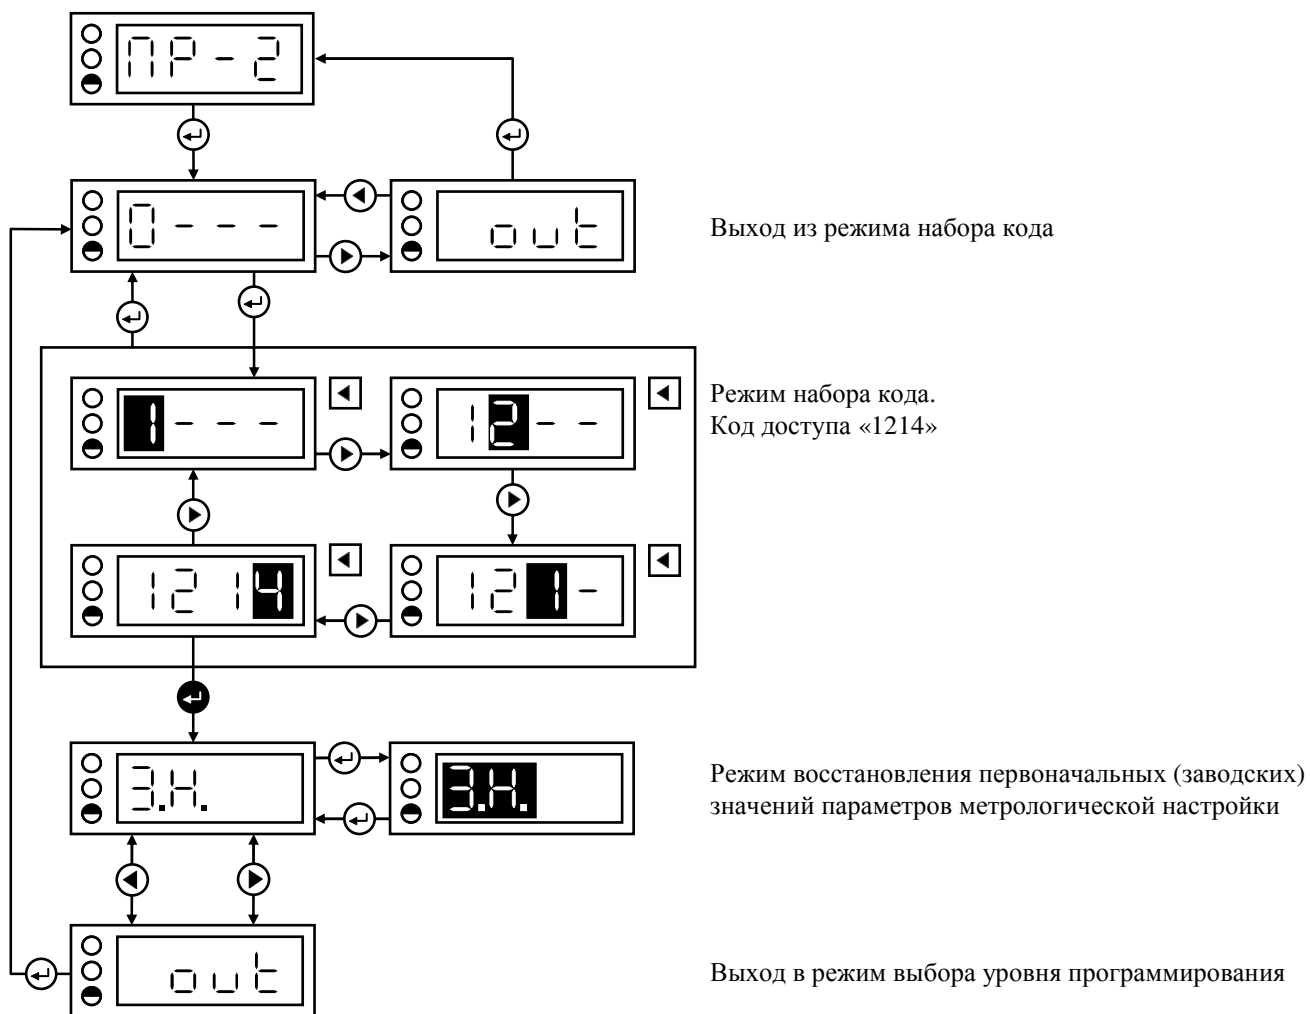 ПР-2
0---
out
Выход из режима набора кода
1---
12--
Режим набора кода.
Код доступа «1214»
1214
121-
З.Н.
З.Н.
Режим восстановления первоначальных (заводских)
значений параметров метрологической настройки
out
Выход в режим выбора уровня программирования